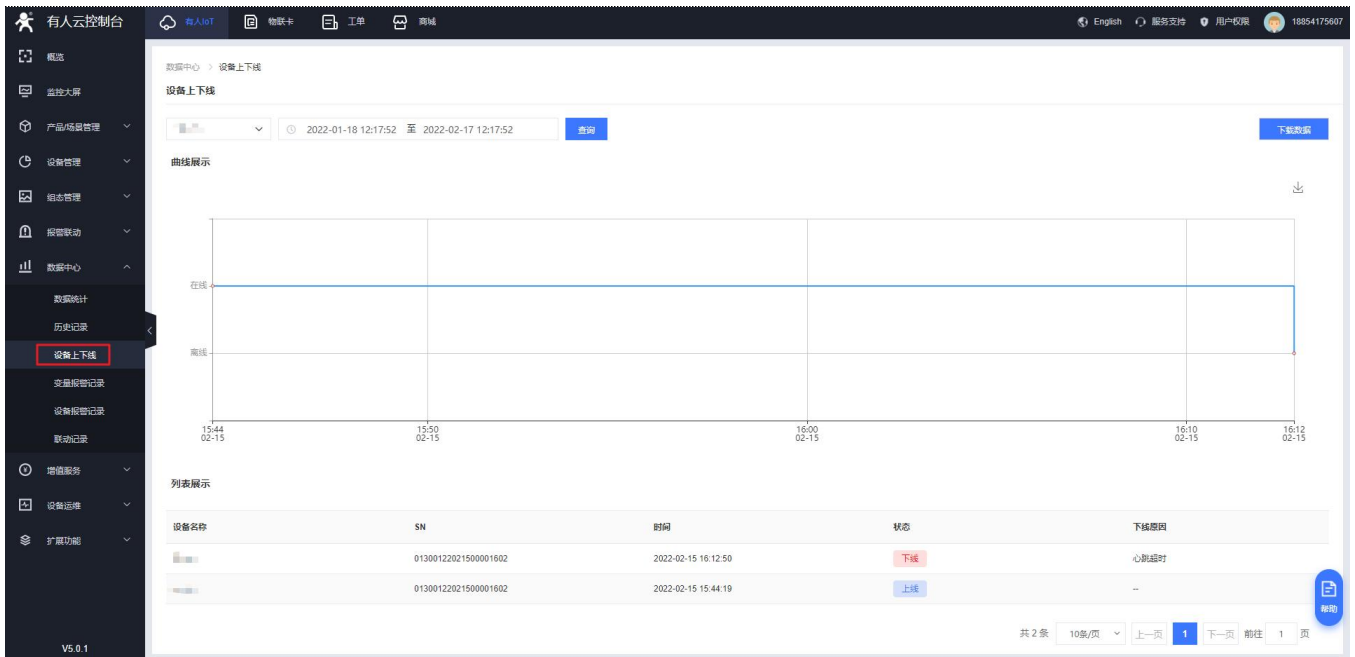 有人云控制台
有人IoT
物联卡
工单
商城
English
服务支持
用户权限
18854175607
概览
监控大屏
产品/场景管理
设备管理
组态管理
报警联动
数据中心
数据统计
历史记录
设备上下线
变量报警记录
设备报警记录
联动记录
增值服务
设备运维
扩展功能
V5.0.1
数据中心 > 设备上下线
设备上下线
2022-01-18 12:17:52 至 2022-02-17 12:17:52
查询
下载数据
曲线展示
在线
离线
15:44
02-15
15:50
02-15
16:00
02-15
16:10
02-15
16:12
02-15
列表展示
设备名称 SN 时间 状态 下线原因
01300122021500001602 2022-02-15 16:12:50 下线 心跳超时
01300122021500001602 2022-02-15 15:44:19 上线 --
帮助
共 2 条 10条/页 上一页 1 下一页 前往 1 页